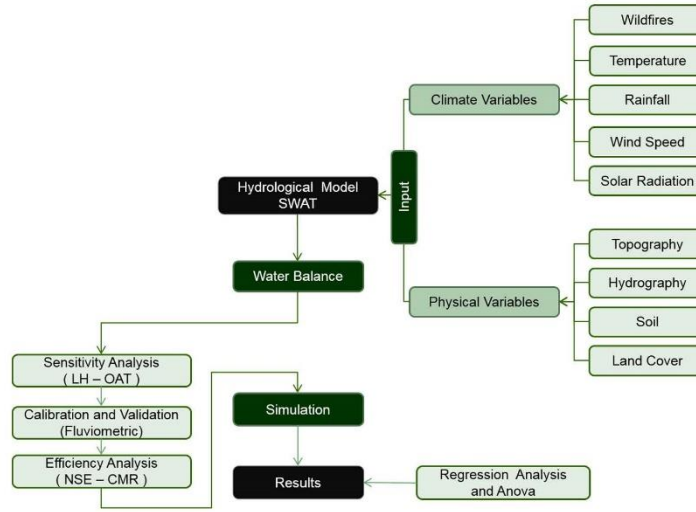 Wildfires
Temperature
Climate Variables
Rainfall
Wind Speed
Solar Radiation
Input
Hydrological Model
SWAT
Water Balance
Topography
Hydrography
Physical Variables
Soil
Land Cover
Sensitivity Analysis
( LH – OAT )
Calibration and Validation
(Fluviometric)
Efficiency Analysis
( NSE – CMR )
Simulation
Results
Regression Analysis
and Anova